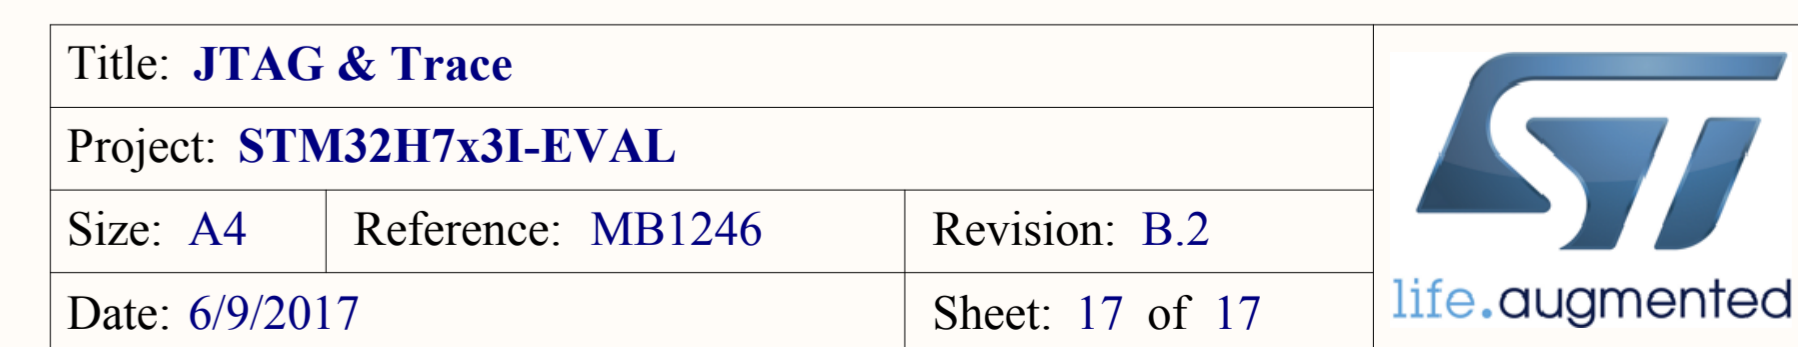 Title: JTAG & Trace
Project: STM32H7x3I-EVAL
Size: A4 Reference: MB1246 Revision: B.2
Date: 6/9/2017 Sheet: 17 of 17
ST
life.augmented